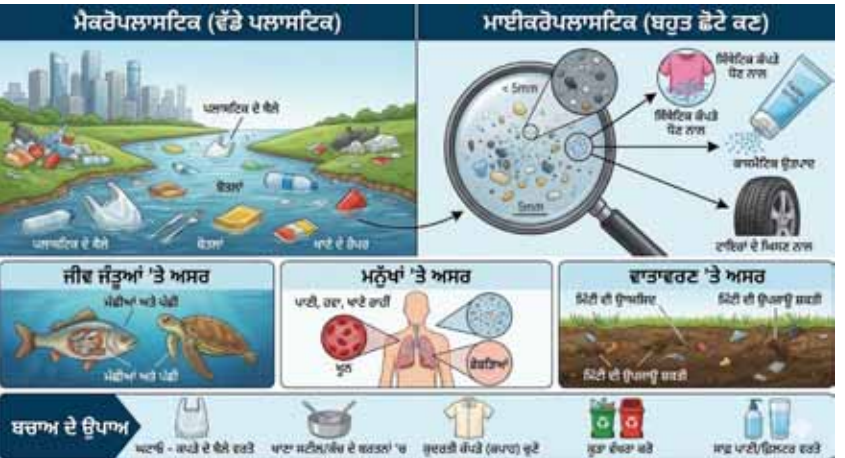 ਮੈਕਰੋਪਲਾਸਟਿਕ (ਵੱਡੇ ਪਲਾਸਟਿਕ)
ਪਲਾਸਟਿਕ ਦੇ ਥੈਲੇ
ਬੋਤਲਾਂ
ਪਲਾਸਟਿਕ ਦੇ ਥੈਲੇ
ਬੋਤਲਾਂ
ਖਾਣੇ ਦੇ ਰੈਪਰ
ਮਾਈਕਰੋਪਲਾਸਟਿਕ (ਬਹੁਤ ਛੋਟੇ ਕਣ)
< 5mm
5mm
ਸਿੰਥੈਟਿਕ ਕੱਪੜੇ
ਧੋਣ ਨਾਲ
ਸਿੰਥੈਟਿਕ ਕੱਪੜੇ
ਧੋਣ ਨਾਲ
ਕਾਸਮੈਟਿਕ ਉਤਪਾਦ
ਟਾਇਰਾਂ ਦੇ ਘਿਸਣ ਨਾਲ
ਜੀਵ ਜੰਤੂਆਂ 'ਤੇ ਅਸਰ
ਮੱਛੀਆਂ ਅਤੇ ਪੰਛੀ
ਮੱਛੀਆਂ ਅਤੇ ਪੰਛੀ
ਮਨੁੱਖਾਂ 'ਤੇ ਅਸਰ
ਪਾਣੀ, ਹਵਾ, ਖਾਣੇ ਰਾਹੀਂ
ਖੂਨ
ਫੇਫੜਿਆਂ
ਵਾਤਾਵਰਣ 'ਤੇ ਅਸਰ
ਮਿੱਟੀ ਦੀ
ਮਿੱਟੀ ਦੀ ਉਪਜਾਊ ਸ਼ਕਤੀ
ਮਿੱਟੀ ਦੀ ਉਪਜਾਊ ਸ਼ਕਤੀ
ਬਚਾਅ ਦੇ ਉਪਾਅ
ਘਟਾਓ - ਕਪੜੇ ਦੇ ਥੈਲੇ ਵਰਤੋ
ਖਾਣਾ ਸਟੀਲ/ਕੱਚ ਦੇ ਬਰਤਨਾਂ 'ਚ
ਕੁਦਰਤੀ ਕੱਪੜੇ (ਕਪਾਹ) ਚੁਣੋ
ਕੂੜਾ ਵੱਖਰਾ ਕਰੋ
ਸਾਫ਼ ਪਾਣੀ/ਫ਼ਿਲਟਰ ਵਰਤੋ